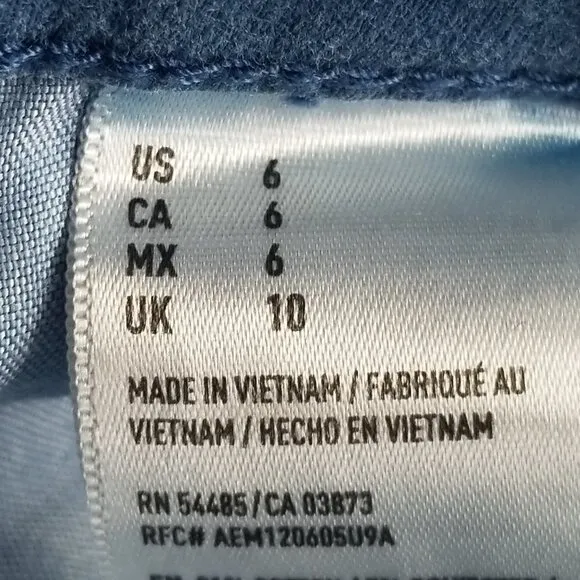 US 6
CA 6
MX 6
UK 10
MADE IN VIETNAM / FABRIQUÉ AU
VIETNAM / HECHO EN VIETNAM
RN 54485 / CA 03873
RFC# AEM120605U9A